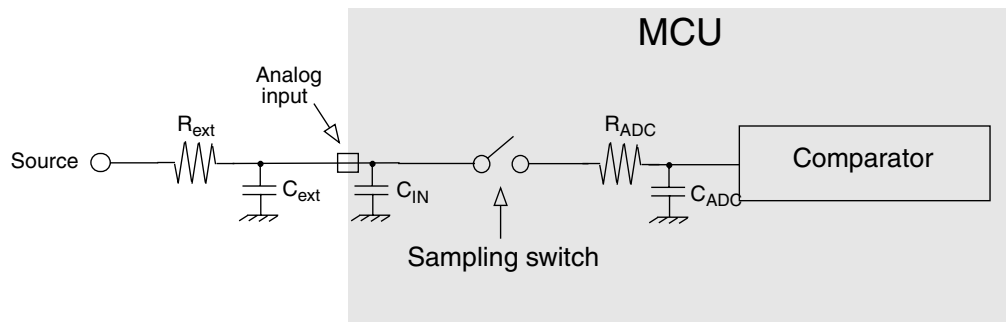 MCU
Analog
input
Rext
RADC
Source
Comparator
Cext
CIN
CADC
Sampling switch